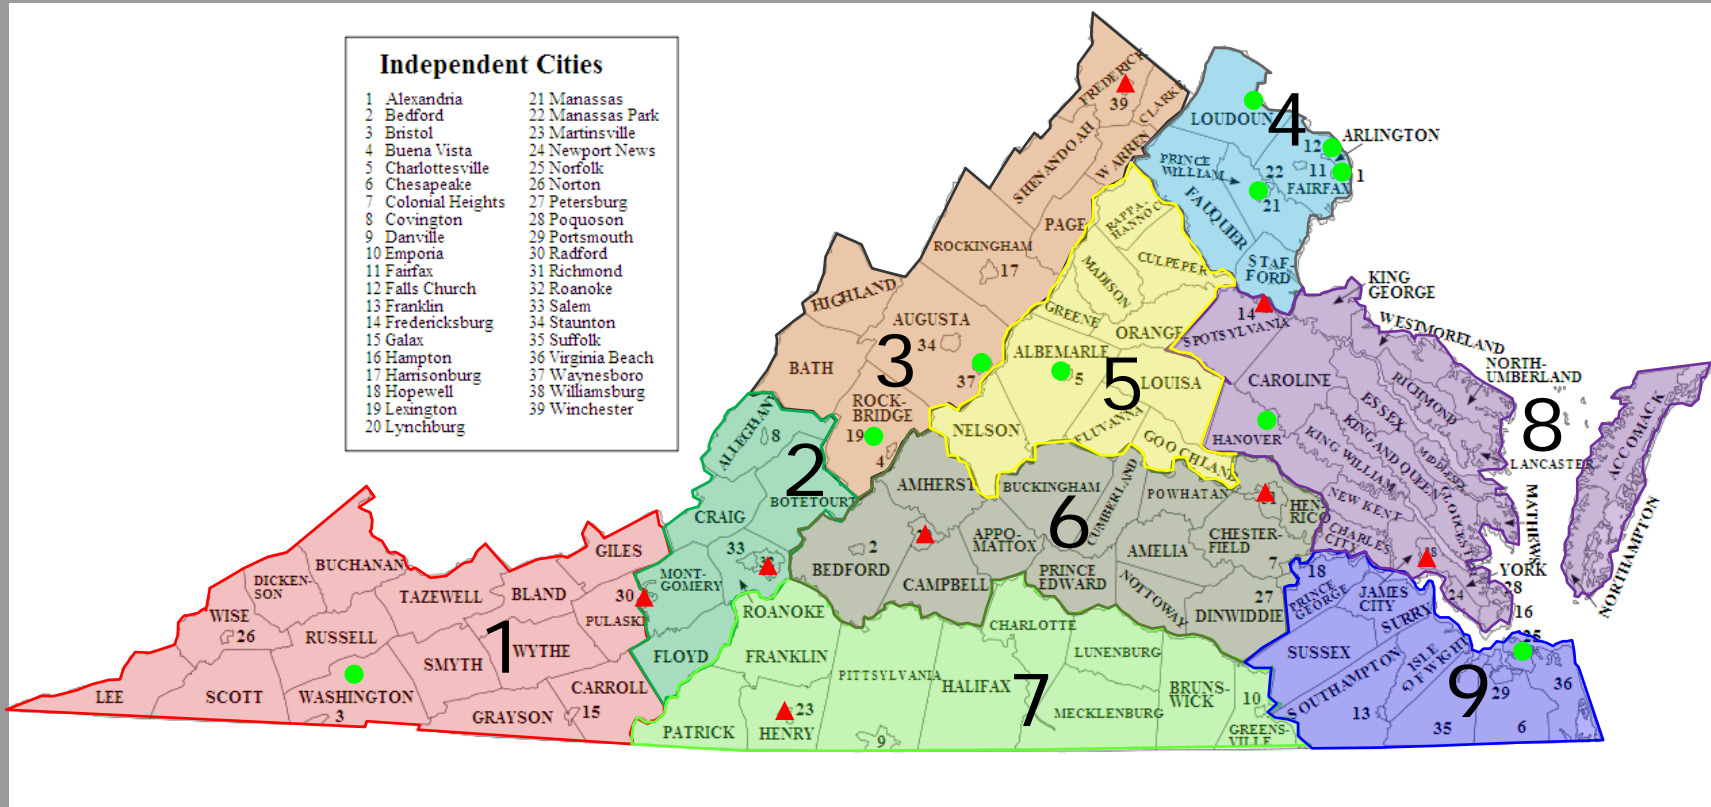 Independent Cities
1 Alexandria
2 Bedford
3 Bristol
4 Buena Vista
5 Charlottesville
6 Chesapeake
7 Colonial Heights
8 Covington
9 Danville
10 Emporia
11 Fairfax
12 Falls Church
13 Franklin
14 Fredericksburg
15 Galax
16 Hampton
17 Harrisonburg
18 Hopewell
19 Lexington
20 Lynchburg
21 Manassas
22 Manassas Park
23 Martinsville
24 Newport News
25 Norfolk
26 Norton
27 Petersburg
28 Poquoson
29 Portsmouth
30 Radford
31 Richmond
32 Roanoke
33 Salem
34 Staunton
35 Suffolk
36 Virginia Beach
37 Waynesboro
38 Williamsburg
39 Winchester
FREDERICK
39
CLARKE
SHENANDOAH
WARREN
PAGE
ROCKINGHAM
17
HIGHLAND
AUGUSTA
34
3
37
BATH
ROCK-
BRIDGE
19
4
LOUDOUN
4
ARLINGTON
12
11
1
PRINCE
WILLIAM
22
FAIRFAX
21
FAUQUIER
STAF-
FORD
RAPPA-
HANNOCK
CULPEPER
MADISON
GREENE
ORANGE
ALBEMARLE
5
5
LOUISA
NELSON
FLUVANNA
GOOCHLAND
KING
GEORGE
14
SPOTSYLVANIA
WESTMORELAND
NORTH-
UMBERLAND
CAROLINE
RICHMOND
ESSEX
8
HANOVER
KING AND QUEEN
KING WILLIAM
MIDDLESEX
LANCASTER
ACCOMACK
NEW KENT
GLOUCESTER
MATHEWS
NORTHAMPTON
CHARLES
CITY
YORK
28
24
16
25
ALLEGHANY
8
2
BOTETOURT
CRAIG
33
MONT-
GOMERY
ROANOKE
FLOYD
AMHERST
BUCKINGHAM
CUMBERLAND
POWHATAN
HEN-
RICO
6
2
APPO-
MATTOX
AMELIA
CHESTER-
FIELD
7
BEDFORD
CAMPBELL
PRINCE
EDWARD
NOTTOWAY
27
DINWIDDIE
GILES
BUCHANAN
DICKEN-
SON
TAZEWELL
BLAND
30
PULASKI
WISE
26
RUSSELL
1
WYTHE
SMYTH
LEE
SCOTT
WASHINGTON
3
GRAYSON
CARROLL
15
FRANKLIN
PITTSYLVANIA
HALIFAX
CHARLOTTE
LUNENBURG
7
MECKLENBURG
BRUNS-
WICK
10
GREENS-
VILLE
PATRICK
23
HENRY
9
18
PRINCE
GEORGE
JAMES
CITY
SURRY
SUSSEX
SOUTHAMPTON
ISLE
OF WIGHT
9
29
36
13
35
6